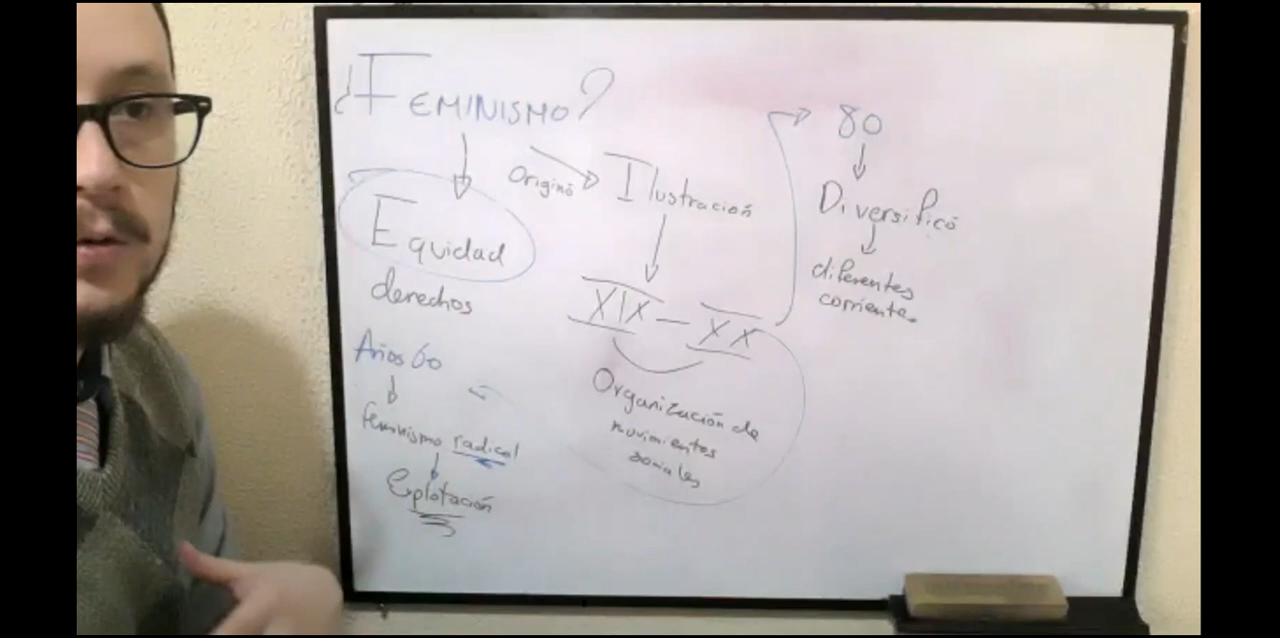 ¿FEMINISMO?
Originó
Ilustración
Equidad
derechos
XIX - XX
Organización de
movimientos
sociales
Años 60
feminismo radical
Explotación
80
Diversificó
diferentes
corrientes